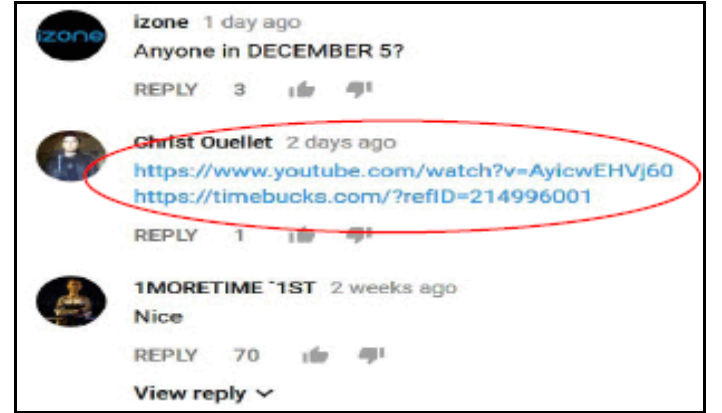 izone
izone 1 day ago
Anyone in DECEMBER 5?
REPLY 3
Christ Ouellet 2 days ago
https://www.youtube.com/watch?v=AyicwEHVj60
https://timebucks.com/?refID=214996001
REPLY 1
1MORETIME ˇ1ST 2 weeks ago
Nice
REPLY 70
View reply